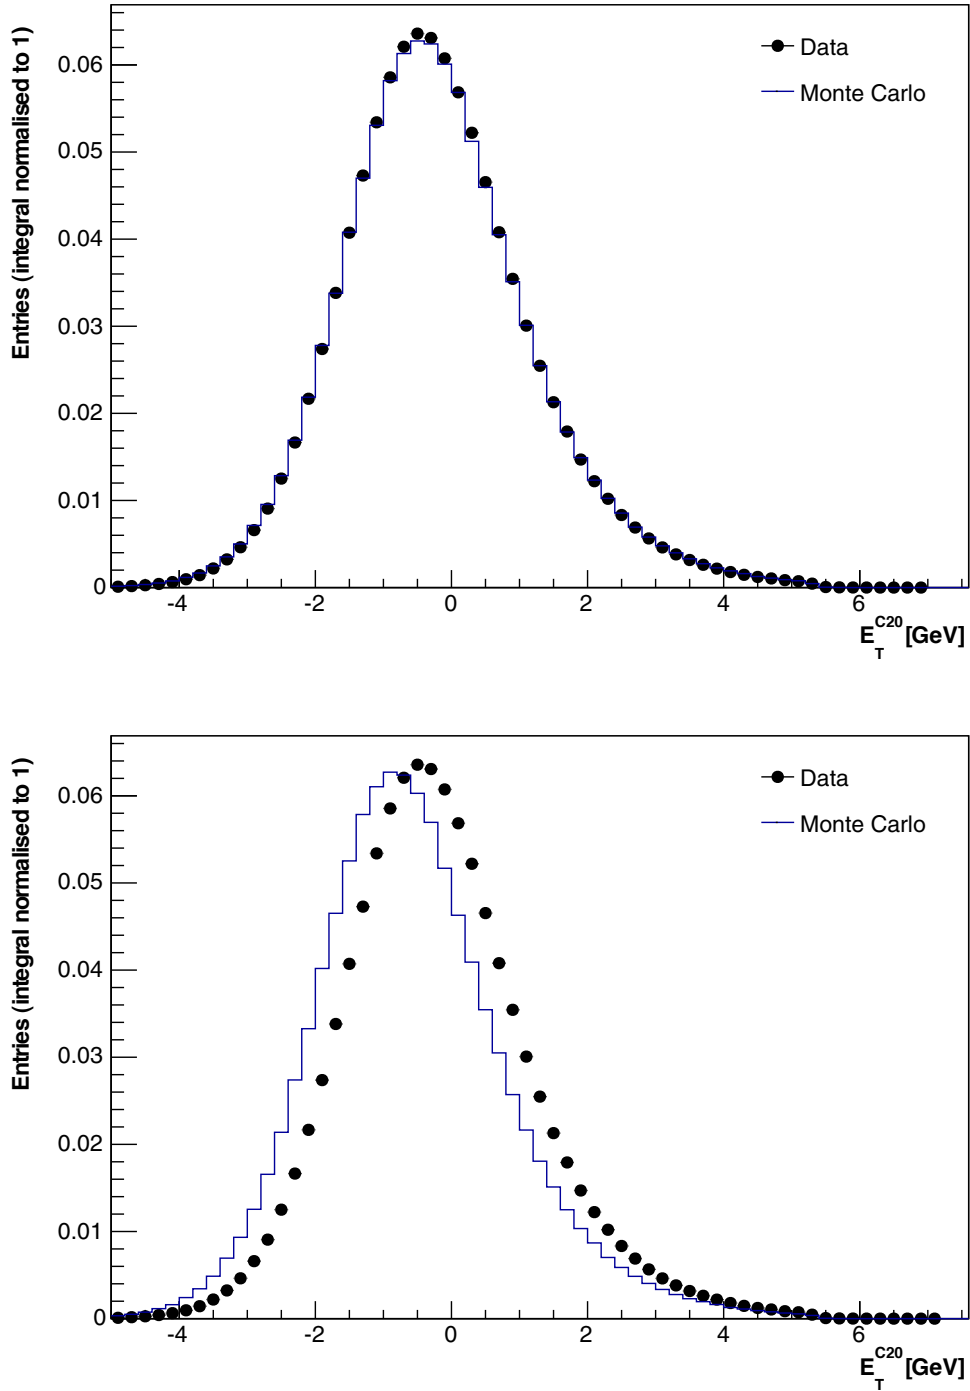 Entries (integral normalised to 1)
0.06
0.05
0.04
0.03
0.02
0.01
0
Data
Monte Carlo
-4 -2 0 2 4 6
E_T^C20 [GeV]
Entries (integral normalised to 1)
0.06
0.05
0.04
0.03
0.02
0.01
0
Data
Monte Carlo
-4 -2 0 2 4 6
E_T^C20 [GeV]